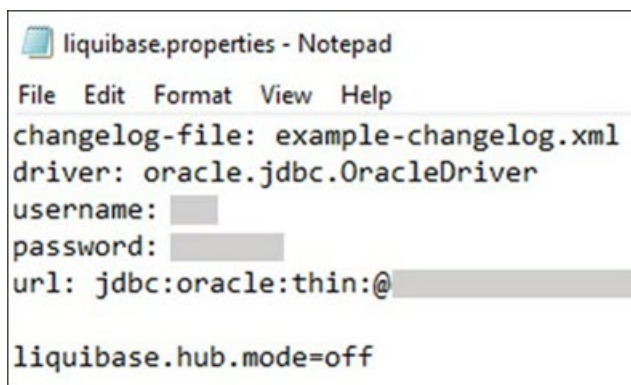 liquibase.properties - Notepad
File Edit Format View Help
changelog-file: example-changelog.xml
driver: oracle.jdbc.OracleDriver
username:
password:
url: jdbc:oracle:thin:@
liquibase.hub.mode=off